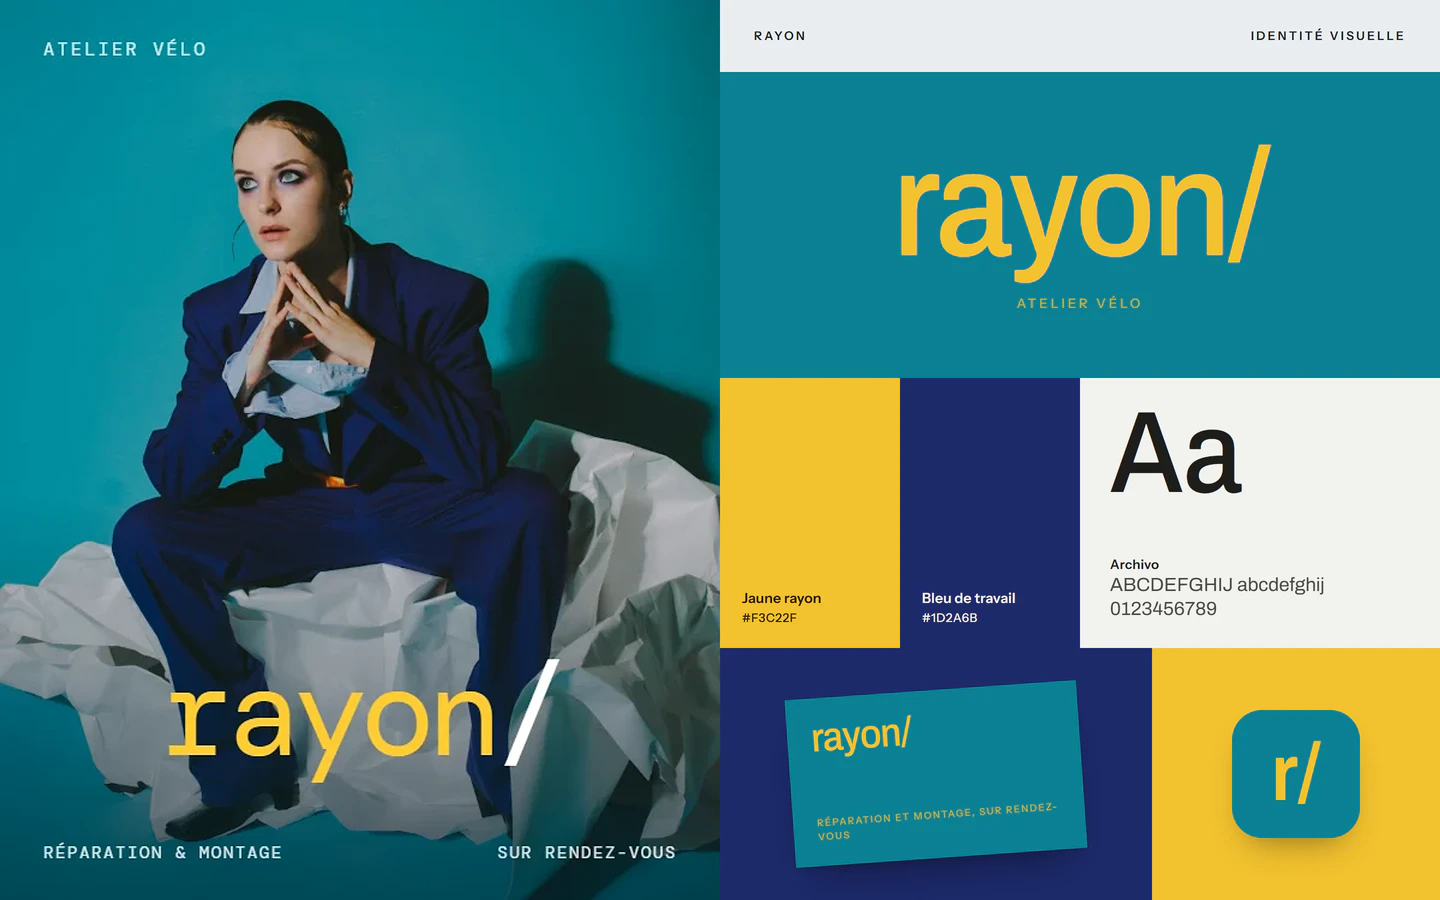 ATELIER VÉLO
rayon/
RÉPARATION & MONTAGE
SUR RENDEZ-VOUS
RAYON
IDENTITÉ VISUELLE
rayon/
ATELIER VÉLO
Jaune rayon
#F3C22F
Bleu de travail
#1D2A6B
Aa
Archivo
ABCDEFGHIJ abcdefghij
0123456789
rayon/
RÉPARATION ET MONTAGE, SUR RENDEZ-
VOUS
r/